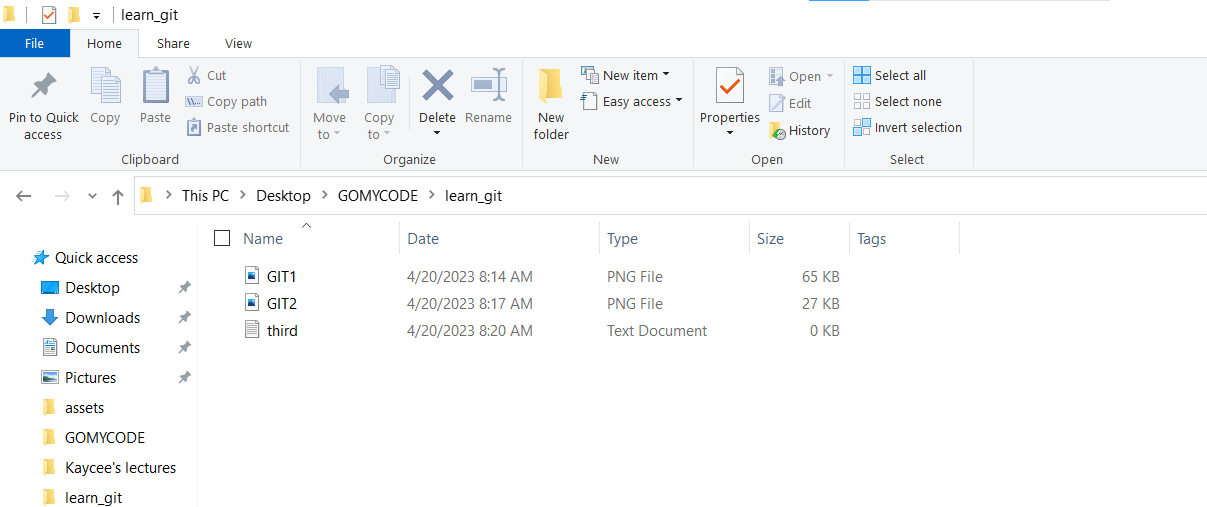 learn_git
File Home Share View
Pin to Quick access
Copy
Paste
Cut
Copy path
Paste shortcut
Clipboard
Move to
Copy to
Delete
Rename
Organize
New folder
New item
Easy access
New
Properties
Open
Edit
History
Open
Select all
Select none
Invert selection
Select
This PC > Desktop > GOMYCODE > learn_git
Quick access
Desktop
Downloads
Documents
Pictures
assets
GOMYCODE
Kaycee's lectures
learn_git
Name Date Type Size Tags
GIT1 4/20/2023 8:14 AM PNG File 65 KB
GIT2 4/20/2023 8:17 AM PNG File 27 KB
third 4/20/2023 8:20 AM Text Document 0 KB